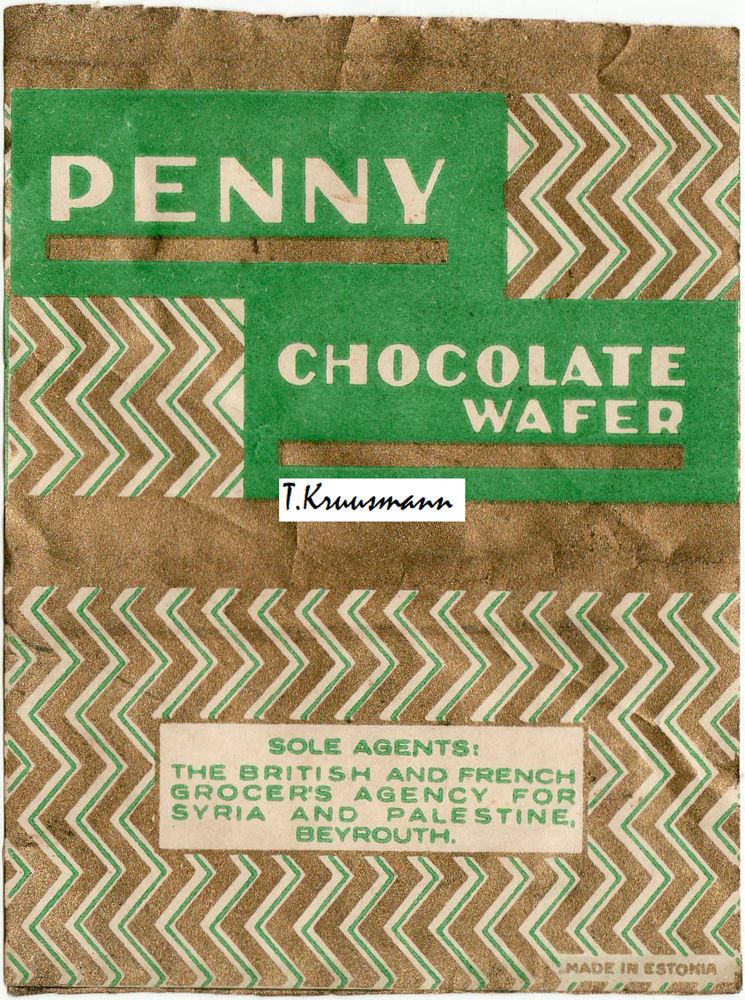 PENNY
CHOCOLATE
WAFER
T.Kruusmann
SOLE AGENTS:
THE BRITISH AND FRENCH
GROCER'S AGENCY FOR
SYRIA AND PALESTINE,
BEYROUTH.
MADE IN ESTONIA